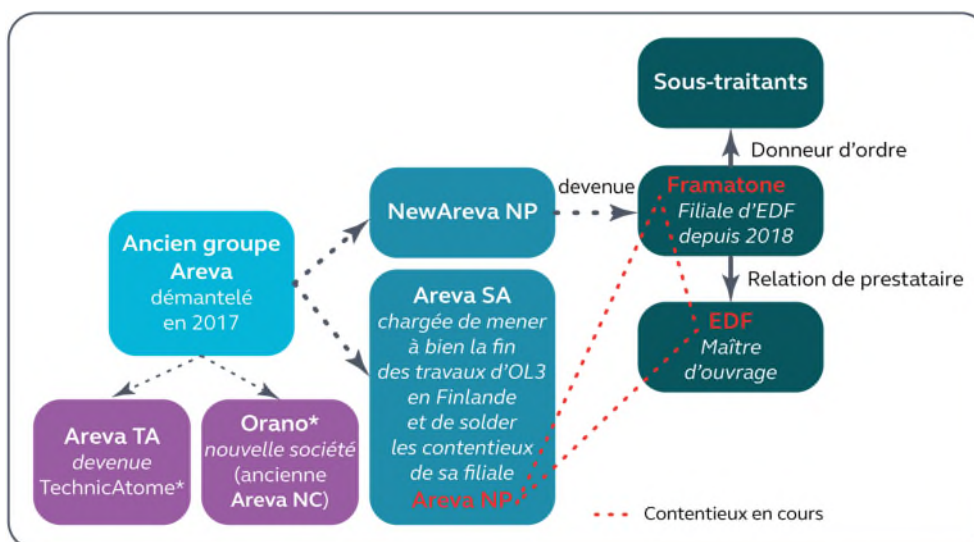 Sous-traitants
Donneur d'ordre
devenue
Framatone
Filiale d'EDF
depuis 2018
NewAreva NP
Ancien groupe
Areva
démantelé
en 2017
Relation de prestataire
Areva SA
chargée de mener
à bien la fin
des travaux d'OL3
en Finlande
et de solder
les contentieux
de sa filiale
Areva NP
EDF
Maître
d'ouvrage
Areva TA
devenue
TechnicAtome*
Orano*
nouvelle société
(ancienne
Areva NC)
Contentieux en cours